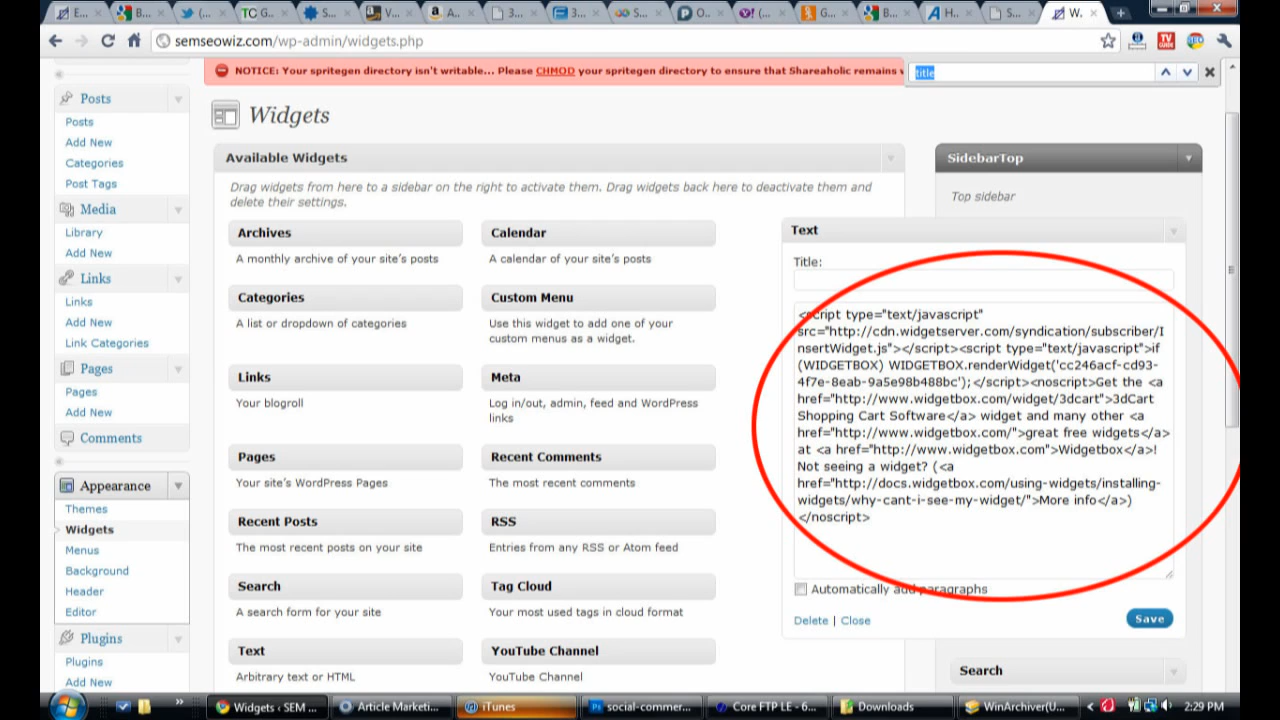 E...
B...
(...
TC G...
S...
V...
A...
3...
3...
S...
O...
(...
G...
B...
H...
S...
W.
semseowiz.com/wp-admin/widgets.php
NOTICE: Your spritegen directory isn't writable... Please CHMOD your spritegen directory to ensure that Shareaholic remains
title
Posts
Posts
Add New
Categories
Post Tags
Media
Library
Add New
Links
Links
Add New
Link Categories
Pages
Pages
Add New
Comments
Appearance
Themes
Widgets
Menus
Background
Header
Editor
Plugins
Plugins
Add New
Widgets
Available Widgets
Drag widgets from here to a sidebar on the right to activate them. Drag widgets back here to deactivate them and
delete their settings.
Archives
A monthly archive of your site's posts
Calendar
A calendar of your site's posts
Categories
A list or dropdown of categories
Custom Menu
Use this widget to add one of your
custom menus as a widget.
Links
Your blogroll
Meta
Log in/out, admin, feed and WordPress
links
Pages
Your site's WordPress Pages
Recent Comments
The most recent comments
Recent Posts
The most recent posts on your site
RSS
Entries from any RSS or Atom feed
Search
A search form for your site
Tag Cloud
Your most used tags in cloud format
Text
Arbitrary text or HTML
YouTube Channel
YouTube Channel
SidebarTop
Top sidebar
Text
Title:
<script type="text/javascript"
src="http://cdn.widgetserver.com/syndication/subscriber/I
nsertWidget.js"></script><script type="text/javascript">if
(WIDGETBOX) WIDGETBOX.renderWidget('cc246acf-cd93-
4f7e-8eab-9a5e98b488bc');</script><noscript>Get the <a
href="http://www.widgetbox.com/widget/3dcart">3dCart
Shopping Cart Software</a> widget and many other <a
href="http://www.widgetbox.com/">great free widgets</a>
at <a href="http://www.widgetbox.com">Widgetbox</a>!
Not seeing a widget? (<a
href="http://docs.widgetbox.com/using-widgets/installing-
widgets/why-cant-i-see-my-widget/">More info</a>)
</noscript>
Automatically add paragraphs
Delete | Close
Save
Search
Widgets ‹ SEM ...
Article Marketi...
iTunes
social-commer...
Core FTP LE - 6...
Downloads
WinArchiver(U...
2:29 PM